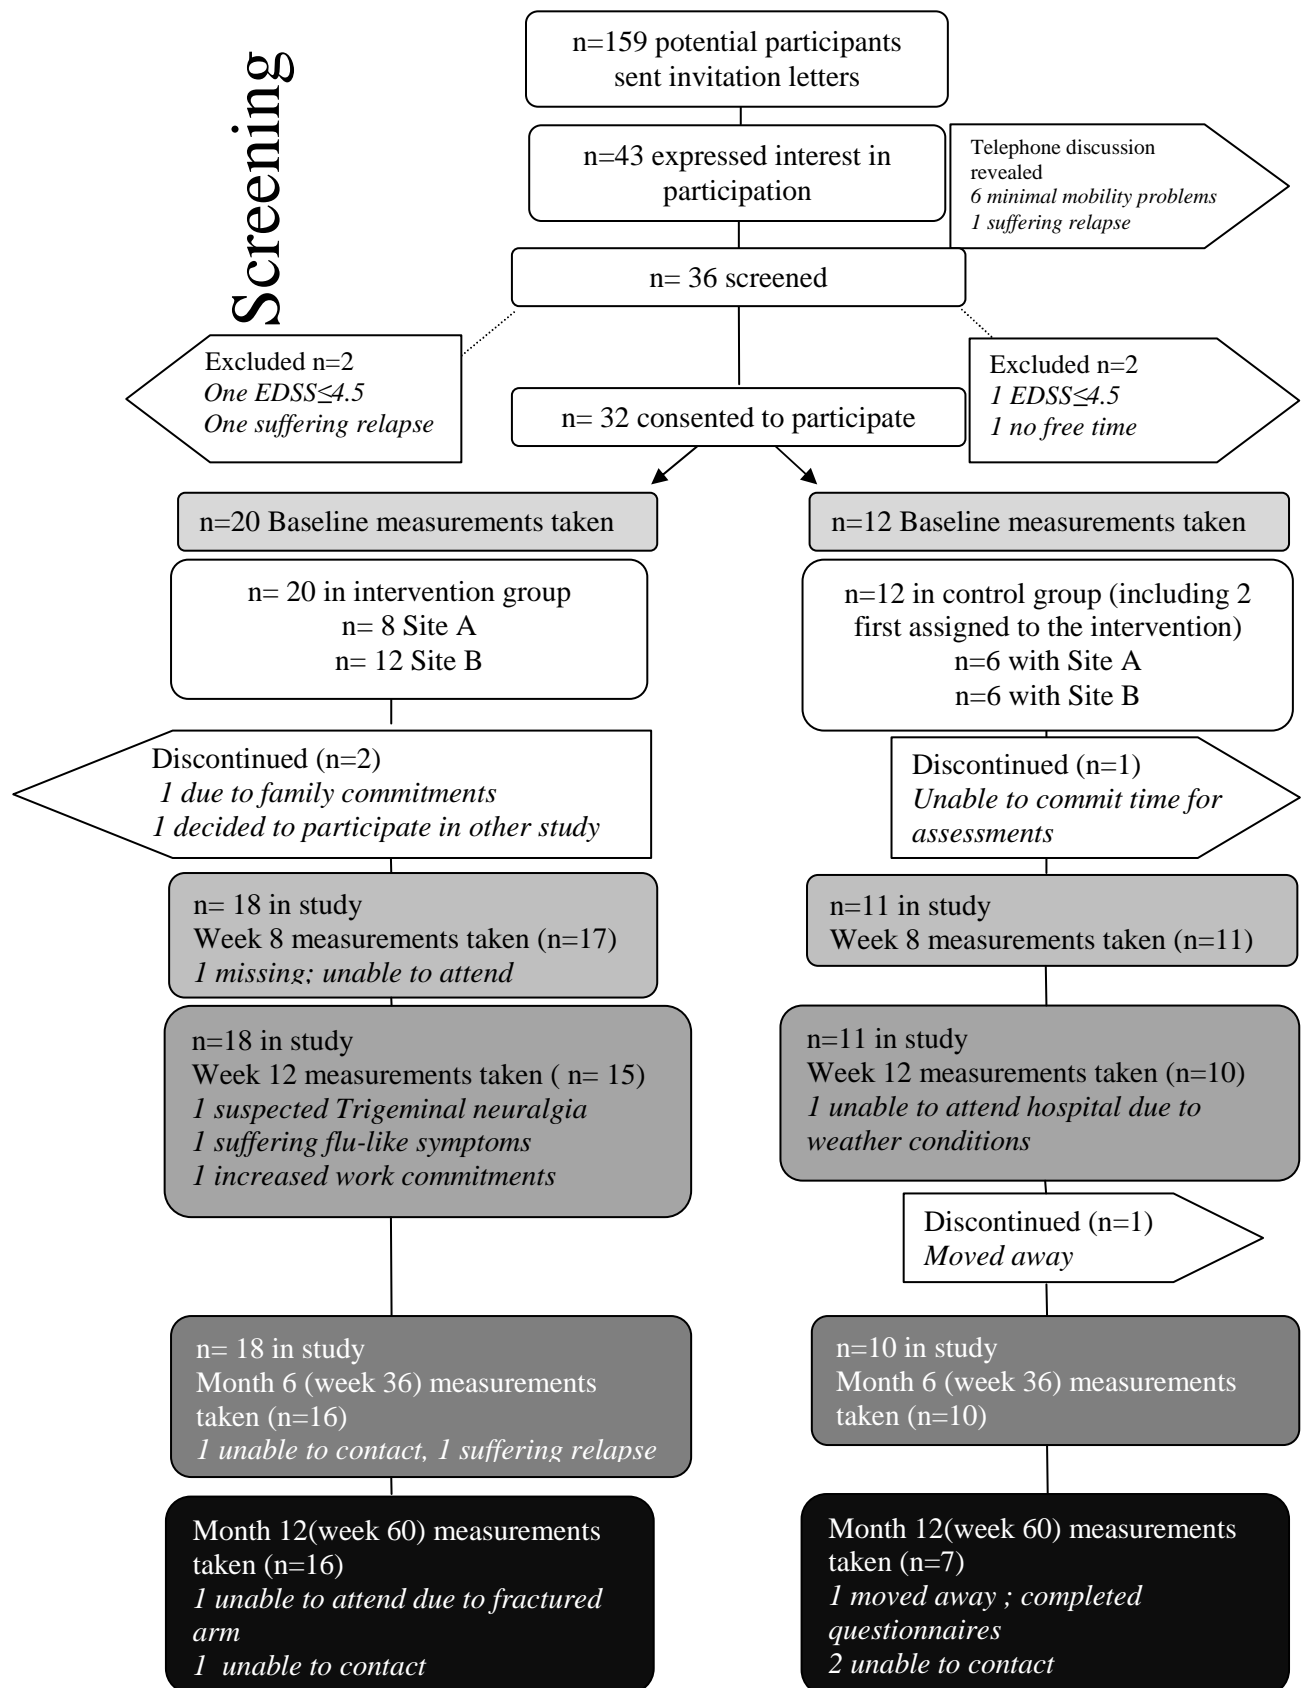 Screening
n=159 potential participants
sent invitation letters
n=43 expressed interest in
participation
Telephone discussion
revealed
6 minimal mobility problems
1 suffering relapse
n= 36 screened
Excluded n=2
One EDSS≤4.5
One suffering relapse
Excluded n=2
1 EDSS≤4.5
1 no free time
n= 32 consented to participate
n=20 Baseline measurements taken
n=12 Baseline measurements taken
n= 20 in intervention group
n= 8 Site A
n= 12 Site B
n=12 in control group (including 2
first assigned to the intervention)
n=6 with Site A
n=6 with Site B
Discontinued (n=2)
1 due to family commitments
1 decided to participate in other study
Discontinued (n=1)
Unable to commit time for
assessments
n= 18 in study
Week 8 measurements taken (n=17)
1 missing; unable to attend
n=11 in study
Week 8 measurements taken (n=11)
n=18 in study
Week 12 measurements taken ( n= 15)
1 suspected Trigeminal neuralgia
1 suffering flu-like symptoms
1 increased work commitments
n=11 in study
Week 12 measurements taken (n=10)
1 unable to attend hospital due to
weather conditions
Discontinued (n=1)
Moved away
n= 18 in study
Month 6 (week 36) measurements
taken (n=16)
1 unable to contact, 1 suffering relapse
n=10 in study
Month 6 (week 36) measurements
taken (n=10)
Month 12(week 60) measurements
taken (n=16)
1 unable to attend due to fractured
arm
1  unable to contact
Month 12(week 60) measurements
taken (n=7)
1 moved away ; completed
questionnaires
2 unable to contact